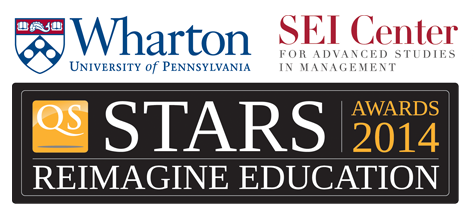 Wharton
UNIVERSITY of PENNSYLVANIA
SEI Center
FOR ADVANCED STUDIES
IN MANAGEMENT
QS
STARS
AWARDS
2014
REIMAGINE EDUCATION